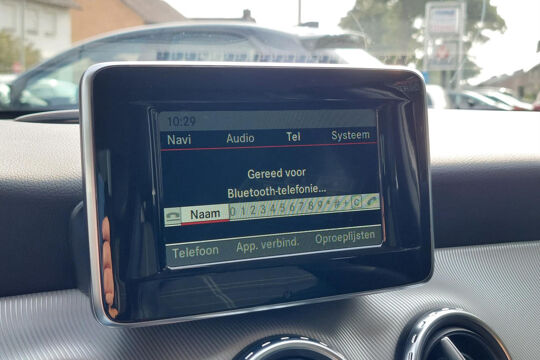 10:29
Navi Audio Tel Systeem
Gereed voor
Bluetooth-telefonie...
Naam 0 1 2 3 4 5 6 7 8 9 * # + C
Telefoon App. verbind. Oproeplijsten